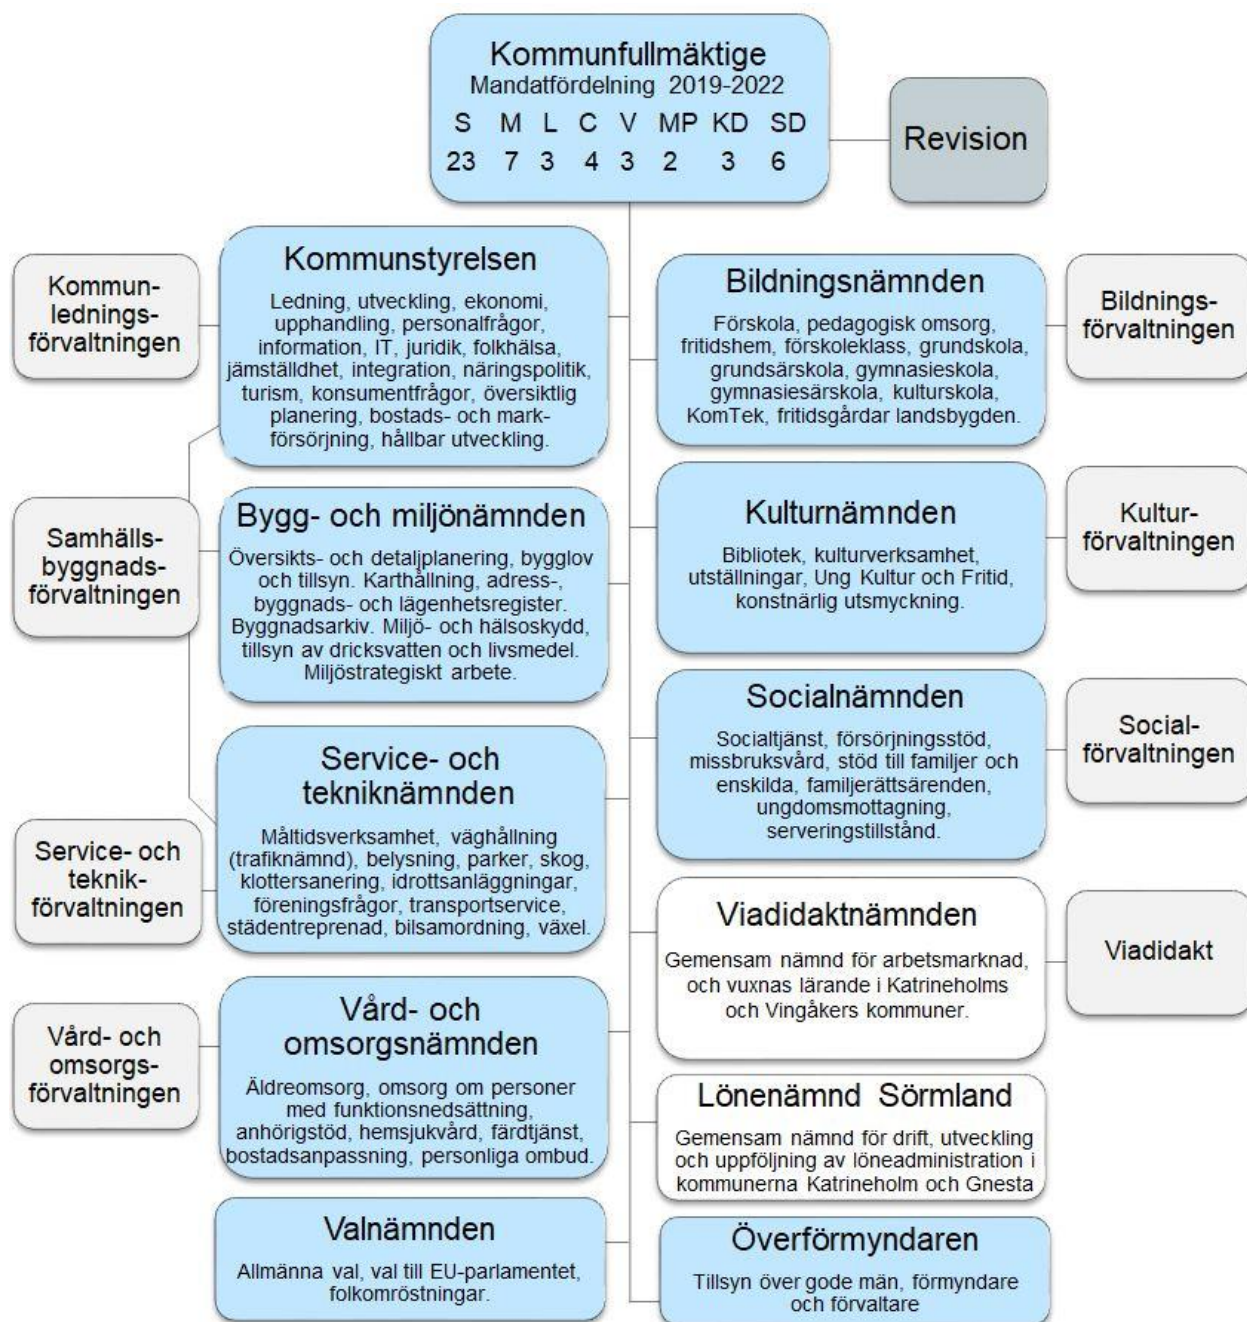 Kommunfullmäktige
Mandatfördelning 2019-2022
S M L C V MP KD SD
23 7 3 4 3 2 3 6
Revision
Kommun-
lednings-
förvaltningen
Kommunstyrelsen
Ledning, utveckling, ekonomi,
upphandling, personalfrågor,
information, IT, juridik, folkhälsa,
jämställdhet, integration, näringspolitik,
turism, konsumentfrågor, översiktlig
planering, bostads- och mark-
försörjning, hållbar utveckling.
Bildningsnämnden
Förskola, pedagogisk omsorg,
fritidshem, förskoleklass, grundskola,
grundsärskola, gymnasieskola,
gymnasiesärskola, kulturskola,
KomTek, fritidsgårdar landsbygden.
Bildnings-
förvaltningen
Samhälls-
byggnads-
förvaltningen
Bygg- och miljönämnden
Översikts- och detaljplanering, bygglov
och tillsyn. Karthållning, adress-,
byggnads- och lägenhetsregister.
Byggnadsarkiv. Miljö- och hälsoskydd,
tillsyn av dricksvatten och livsmedel.
Miljöstrategiskt arbete.
Kulturnämnden
Bibliotek, kulturverksamhet,
utställningar, Ung Kultur och Fritid,
konstnärlig utsmyckning.
Kultur-
förvaltningen
Service- och
teknik-
förvaltningen
Service- och
tekniknämnden
Måltidsverksamhet, väghållning
(trafiknämnd), belysning, parker, skog,
klottersanering, idrottsanläggningar,
föreningsfrågor, transportservice,
städentreprenad, bilsamordning, växel.
Socialnämnden
Socialtjänst, försörjningsstöd,
missbruksvård, stöd till familjer och
enskilda, familjerättsärenden,
ungdomsmottagning,
serveringstillstånd.
Social-
förvaltningen
Viadidaktnämnden
Gemensam nämnd för arbetsmarknad,
och vuxnas lärande i Katrineholms
och Vingåkers kommuner.
Viadidakt
Vård- och
omsorgs-
förvaltningen
Vård- och
omsorgsnämnden
Äldreomsorg, omsorg om personer
med funktionsnedsättning,
anhörigstöd, hemsjukvård, färdtjänst,
bostadsanpassning, personliga ombud.
Lönenämnd Sörmland
Gemensam nämnd för drift, utveckling
och uppföljning av löneadministration i
kommunerna Katrineholm och Gnesta
Valnämnden
Allmänna val, val till EU-parlamentet,
folkomröstningar.
Överförmyndaren
Tillsyn över gode män, förmyndare
och förvaltare